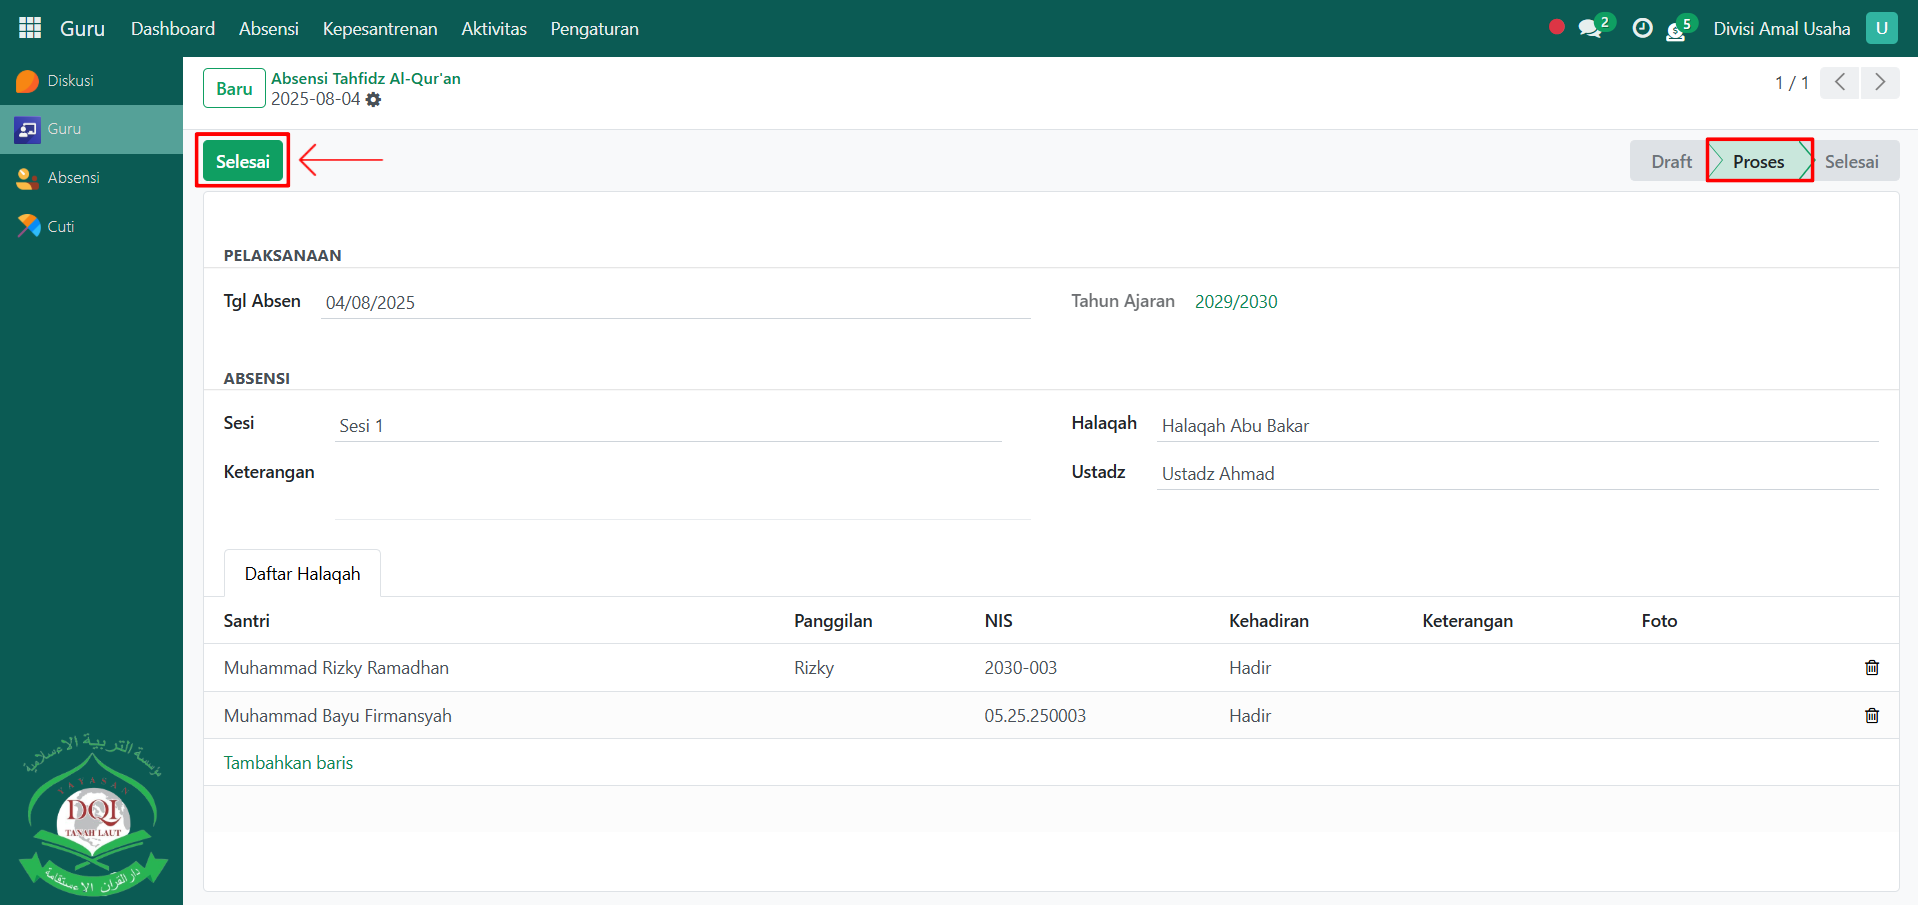 Guru Dashboard Absensi Kepesantrenan Aktivitas Pengaturan 2 5 Divisi Amal Usaha U
Diskusi
Guru
Absensi
Cuti
Baru Absensi Tahfidz Al-Qur'an
2025-08-04
1 / 1
Selesai
Draft Proses Selesai
PELAKSANAAN
Tgl Absen 04/08/2025 Tahun Ajaran 2029/2030
ABSENSI
Sesi Sesi 1 Halaqah Halaqah Abu Bakar
Keterangan Ustadz Ustadz Ahmad
Daftar Halaqah
Santri Panggilan NIS Kehadiran Keterangan Foto
Muhammad Rizky Ramadhan Rizky 2030-003 Hadir
Muhammad Bayu Firmansyah 05.25.250003 Hadir
Tambahkan baris
مؤسسة التربية الإسلامية
YAYASAN
DQI
TANAH LAUT
دار القرآن الاستقامة